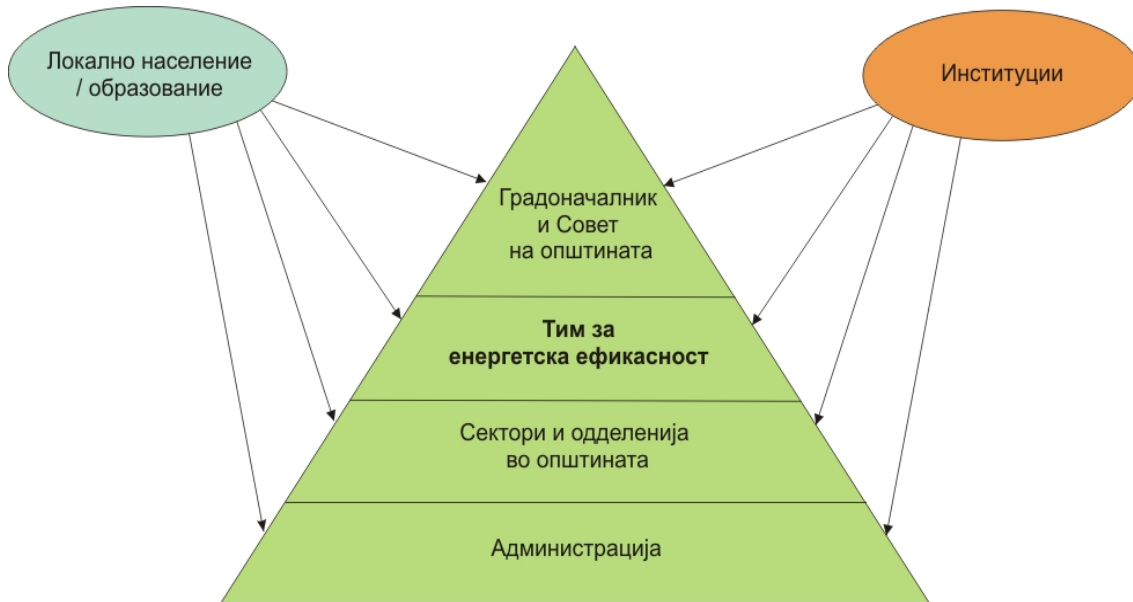 Локално население
/ образование
Институции
Градоначалник
и Совет
на општината
Тим за
енергетска ефикасност
Сектори и одделенија
во општината
Администрација